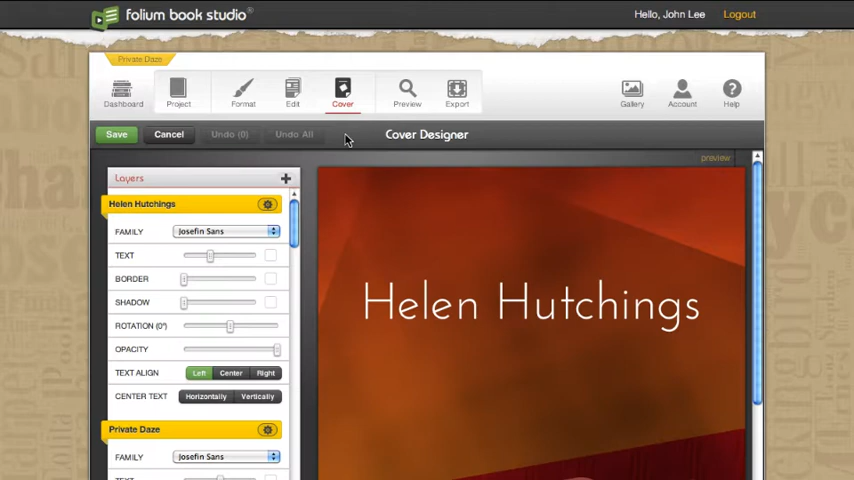 folium book studio®
Hello, John Lee Logout
Private Daze
Dashboard Project Format Edit Cover Preview Export Gallery Account Help
Save Cancel Undo (0) Undo All Cover Designer
preview
Layers
Helen Hutchings
FAMILY Josefin Sans
TEXT
BORDER
SHADOW
ROTATION (0°)
OPACITY
TEXT ALIGN Left Center Right
CENTER TEXT Horizontally Vertically
Private Daze
FAMILY Josefin Sans
TEXT
Helen Hutchings